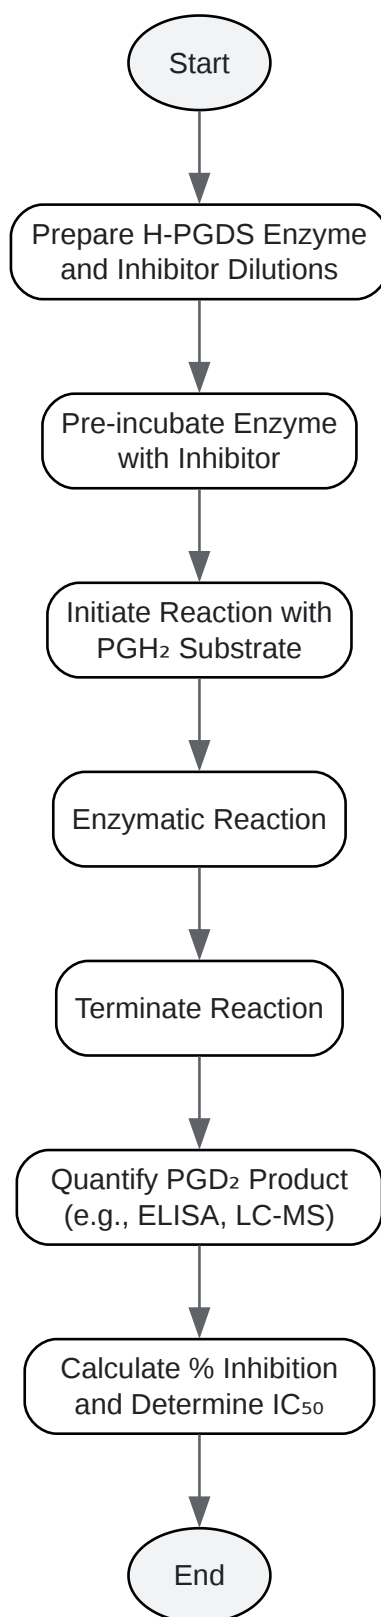 Start
Prepare H-PGDS Enzyme
and Inhibitor Dilutions
Pre-incubate Enzyme
with Inhibitor
Initiate Reaction with
PGH₂ Substrate
Enzymatic Reaction
Terminate Reaction
Quantify PGD₂ Product
(e.g., ELISA, LC-MS)
Calculate % Inhibition
and Determine IC₅₀
End